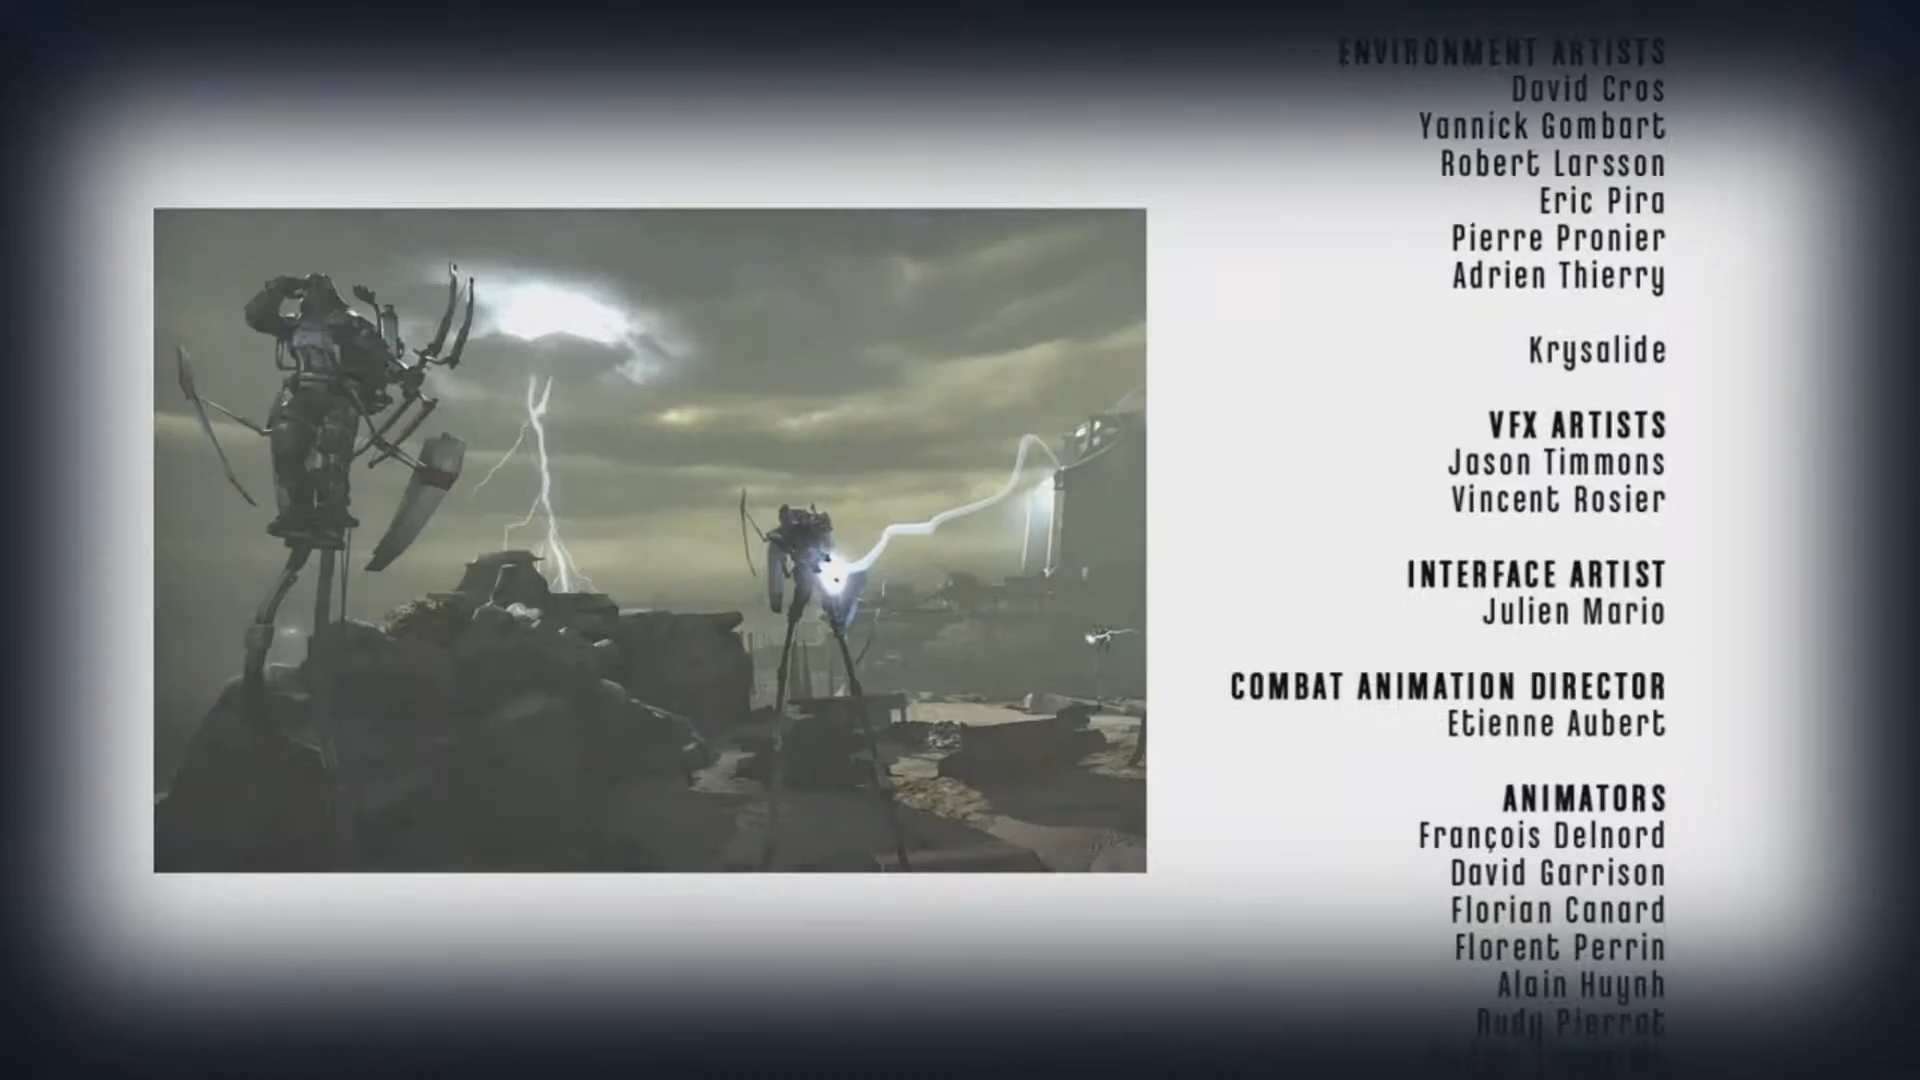 ENVIRONMENT ARTISTS
David Cros
Yannick Gombart
Robert Larsson
Eric Pira
Pierre Pronier
Adrien Thierry
Krysalide
VFX ARTISTS
Jason Timmons
Vincent Rosier
INTERFACE ARTIST
Julien Mario
COMBAT ANIMATION DIRECTOR
Etienne Aubert
ANIMATORS
François Delnord
David Garrison
Florian Canard
Florent Perrin
Alain Huynh
Rudy Pierrot